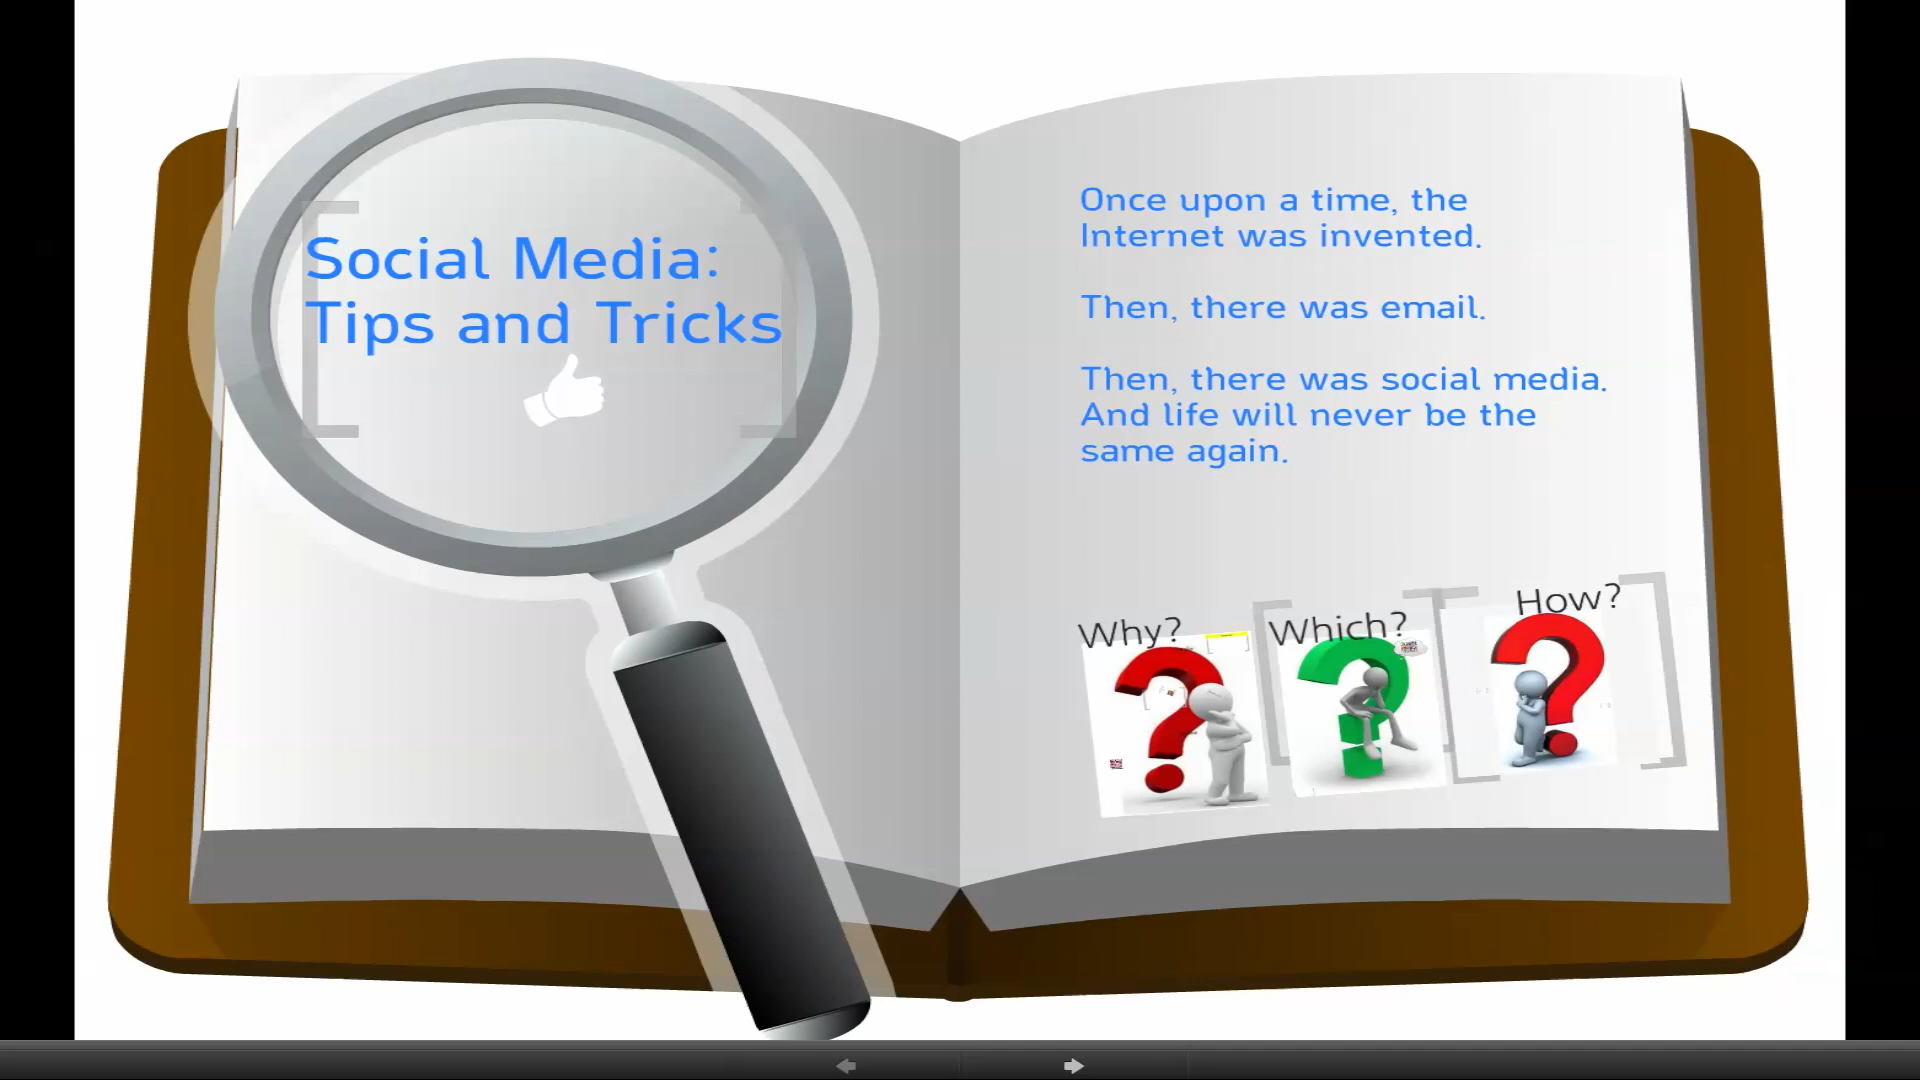 Social Media:
Tips and Tricks
Once upon a time, the
Internet was invented.
Then, there was email.
Then, there was social media.
And life will never be the
same again.
Why?
Which?
How?